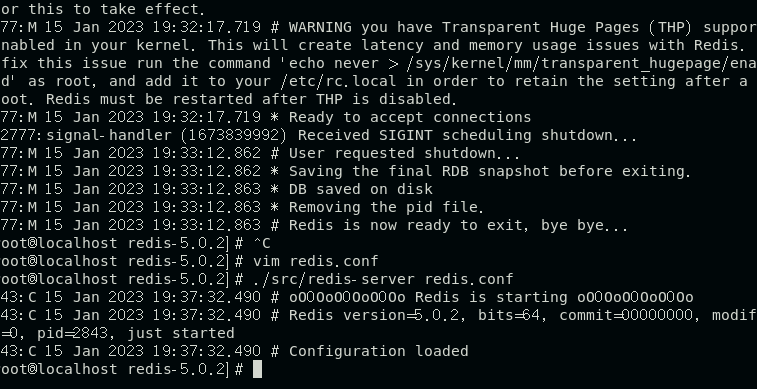 or this to take effect.
77:M 15 Jan 2023 19:32:17.719 # WARNING you have Transparent Huge Pages (THP) suppor
nabled in your kernel. This will create latency and memory usage issues with Redis.
fix this issue run the command 'echo never > /sys/kernel/mm/transparent_hugepage/ena
d' as root, and add it to your /etc/rc.local in order to retain the setting after a
oot. Redis must be restarted after THP is disabled.
77:M 15 Jan 2023 19:32:17.719 * Ready to accept connections
2777:signal-handler (1673839992) Received SIGINT scheduling shutdown...
77:M 15 Jan 2023 19:33:12.862 # User requested shutdown...
77:M 15 Jan 2023 19:33:12.862 * Saving the final RDB snapshot before exiting.
77:M 15 Jan 2023 19:33:12.863 * DB saved on disk
77:M 15 Jan 2023 19:33:12.863 * Removing the pid file.
77:M 15 Jan 2023 19:33:12.863 # Redis is now ready to exit, bye bye...
root@localhost redis-5.0.2]# ^C
root@localhost redis-5.0.2]# vim redis.conf
root@localhost redis-5.0.2]# ./src/redis-server redis.conf
43:C 15 Jan 2023 19:37:32.490 # oO0OoO0OoO0Oo Redis is starting oO0OoO0OoO0Oo
43:C 15 Jan 2023 19:37:32.490 # Redis version=5.0.2, bits=64, commit=00000000, modif
=0, pid=2843, just started
43:C 15 Jan 2023 19:37:32.490 # Configuration loaded
root@localhost redis-5.0.2]#